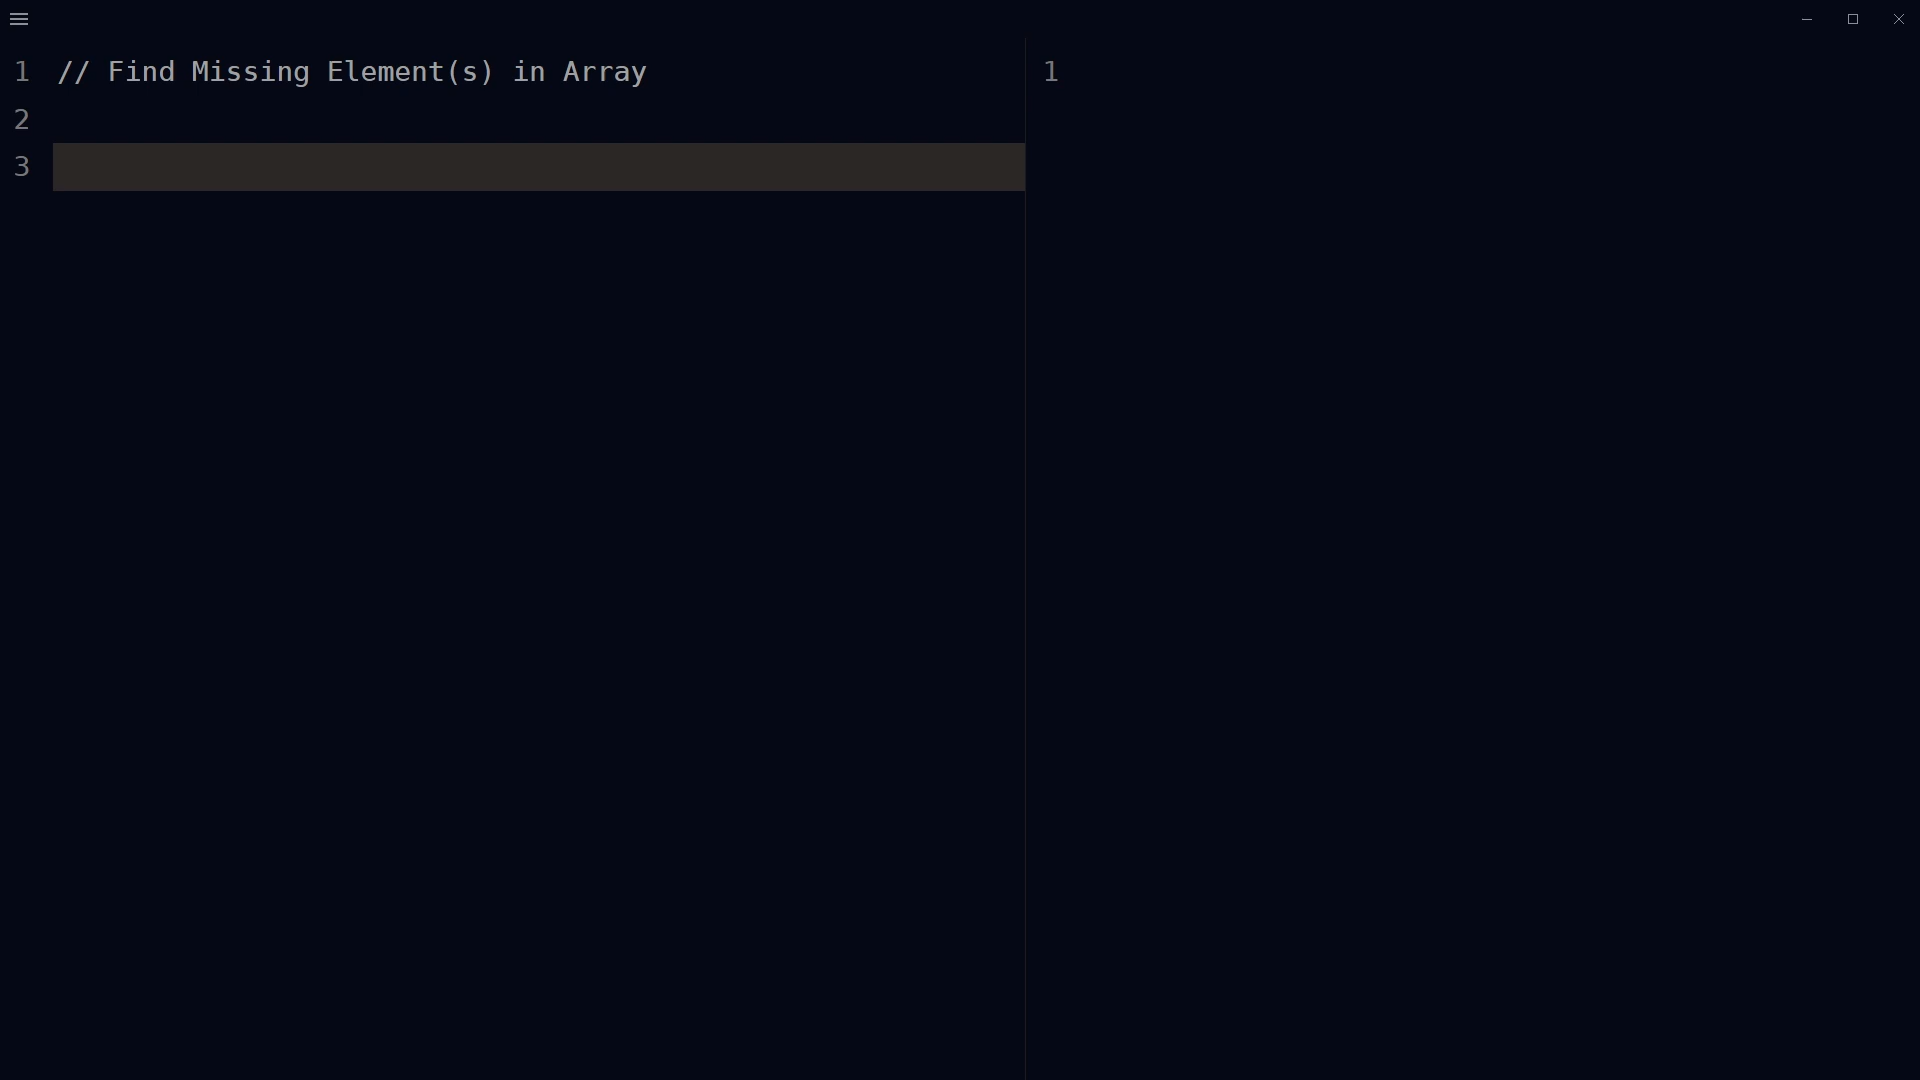 1 // Find Missing Element(s) in Array
2
3
1